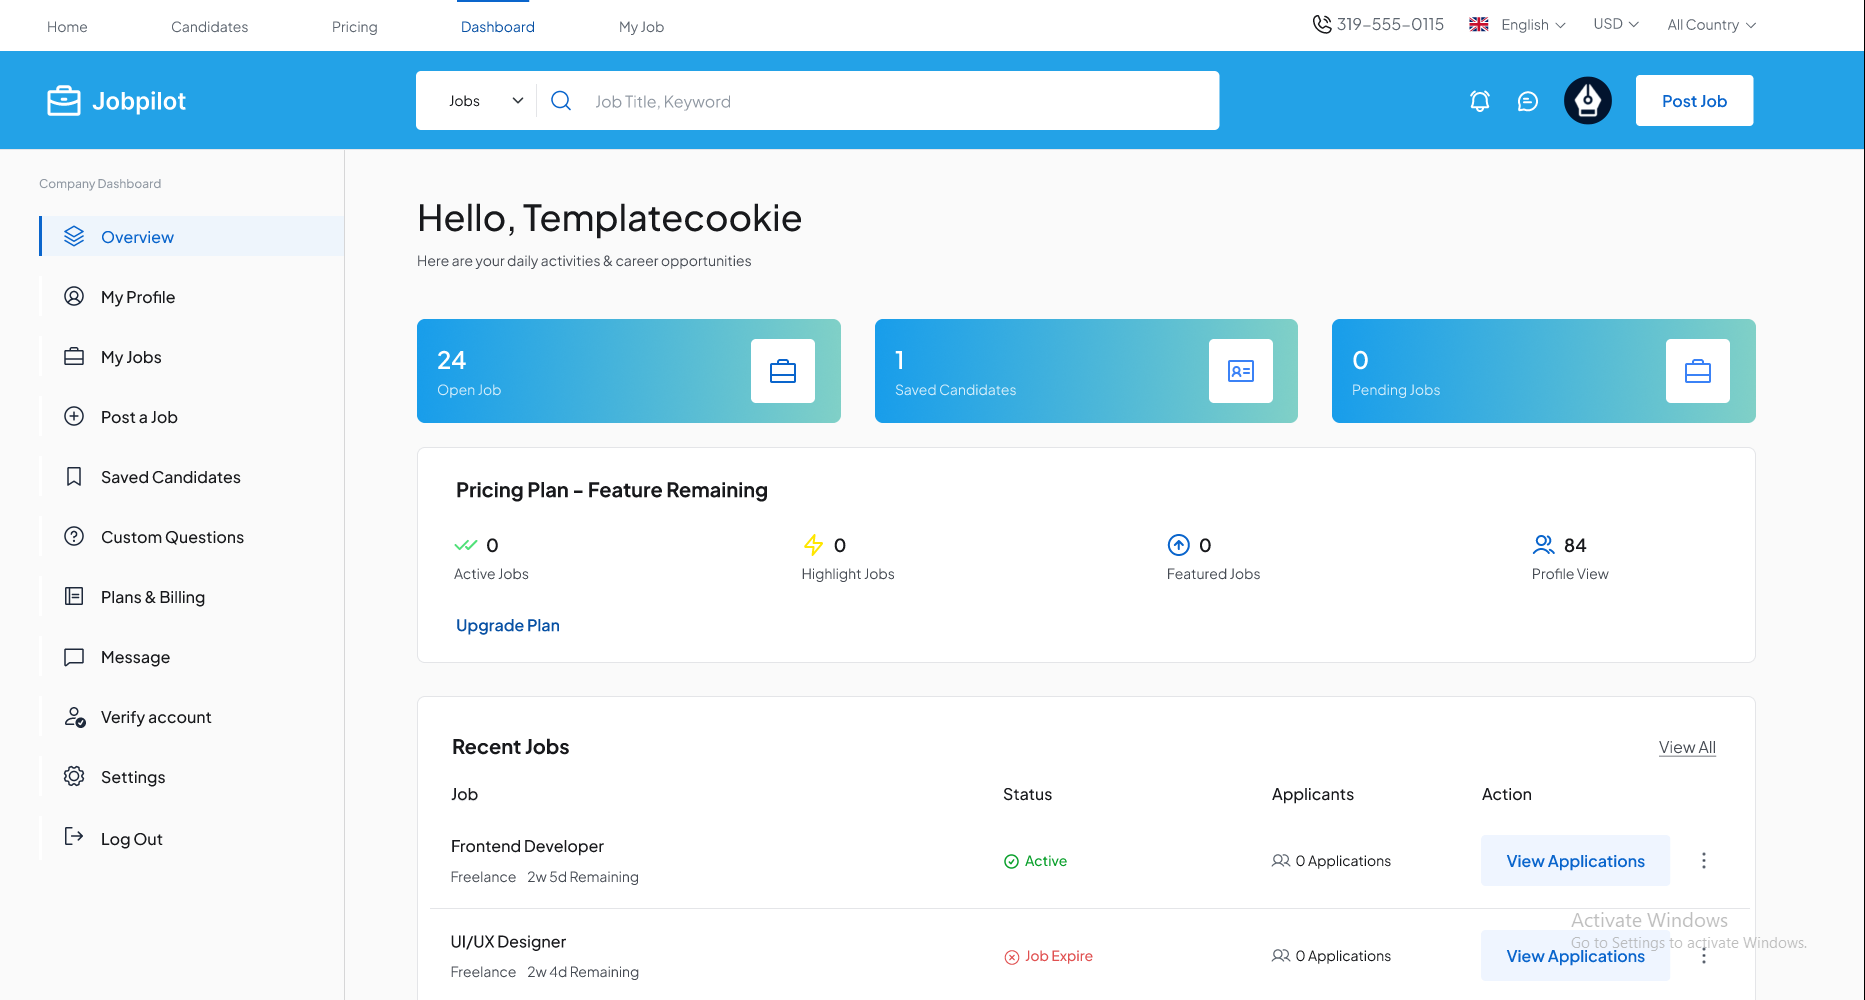 Home Candidates Pricing Dashboard My Job 319-555-0115 English USD All Country
Jobpilot Jobs Job Title, Keyword Post Job
Company Dashboard
Overview
My Profile
My Jobs
Post a Job
Saved Candidates
Custom Questions
Plans & Billing
Message
Verify account
Settings
Log Out
Hello, Templatecookie
Here are your daily activities & career opportunities
24
Open Job
1
Saved Candidates
0
Pending Jobs
Pricing Plan - Feature Remaining
0
Active Jobs
0
Highlight Jobs
0
Featured Jobs
84
Profile View
Upgrade Plan
Recent Jobs View All
Job Status Applicants Action
Frontend Developer
Freelance 2w 5d Remaining
Active 0 Applications View Applications
UI/UX Designer
Freelance 2w 4d Remaining
Job Expire 0 Applications View Applications
Activate Windows
Go to Settings to activate Windows.